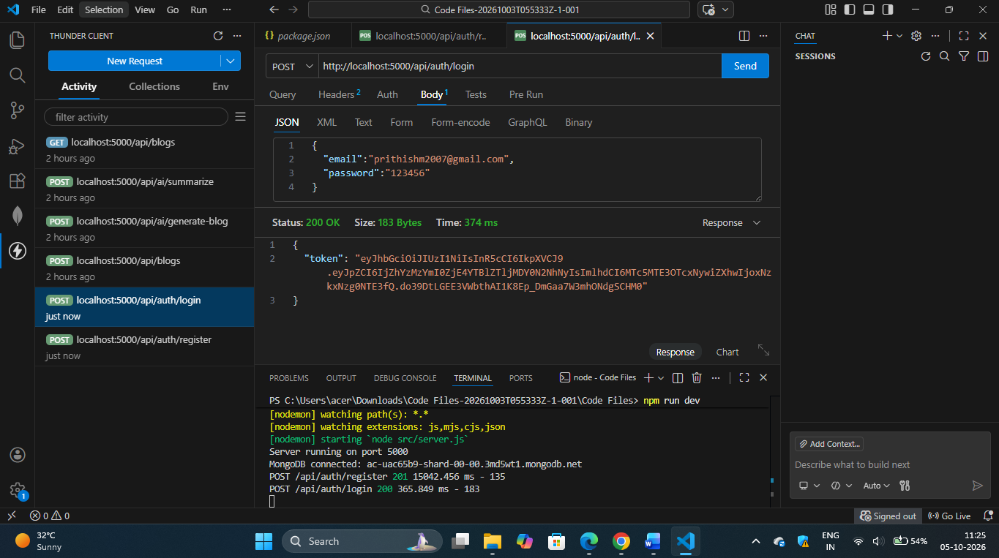 File Edit Selection View Go Run ···
Code Files-20261003T055333Z-1-001
THUNDER CLIENT
New Request
Activity Collections Env
filter activity
GET localhost:5000/api/blogs
2 hours ago
POST localhost:5000/api/ai/summarize
2 hours ago
POST localhost:5000/api/ai/generate-blog
2 hours ago
POST localhost:5000/api/blogs
2 hours ago
POST localhost:5000/api/auth/login
just now
POST localhost:5000/api/auth/register
just now
{} package.json
POS localhost:5000/api/auth/r..
POS localhost:5000/api/auth/l..
POST http://localhost:5000/api/auth/login Send
Query Headers 2 Auth Body 1 Tests Pre Run
JSON XML Text Form Form-encode GraphQL Binary
1 {
2 "email":"prithishm2007@gmail.com",
3 "password":"123456"
4 }
Status: 200 OK Size: 183 Bytes Time: 374 ms Response
1 {
2 "token": "eyJhbGciOiJIUzI1NiIsInR5cCI6IkpXVCJ9
.eyJpZCI6IjZhYzMzYmI0ZjE4YTBlZTljMDY0N2NhNyIsImlhdCI6MTc5MTE3OTcxNywiZXhwIjoxNz
kxNzg0NTE3fQ.do39DtLGEE3VWbthAI1K8Ep_DmGaa7W3mhONdgSCHM0"
3 }
Response Chart
PROBLEMS OUTPUT DEBUG CONSOLE TERMINAL PORTS
node - Code Files
PS C:\Users\acer\Downloads\Code Files-20261003T055333Z-1-001\Code Files> npm run dev
[nodemon] watching path(s): *.*
[nodemon] watching extensions: js,mjs,cjs,json
[nodemon] starting `node src/server.js`
Server running on port 5000
MongoDB connected: ac-uac65b9-shard-00-00.3md5wt1.mongodb.net
POST /api/auth/register 201 15042.456 ms - 135
POST /api/auth/login 200 365.849 ms - 183
CHAT
SESSIONS
Add Context...
Describe what to build next
Auto
1
0 0
Signed out Go Live
32°C
Sunny
Search
ENG
IN
54%
11:25
05-10-2026